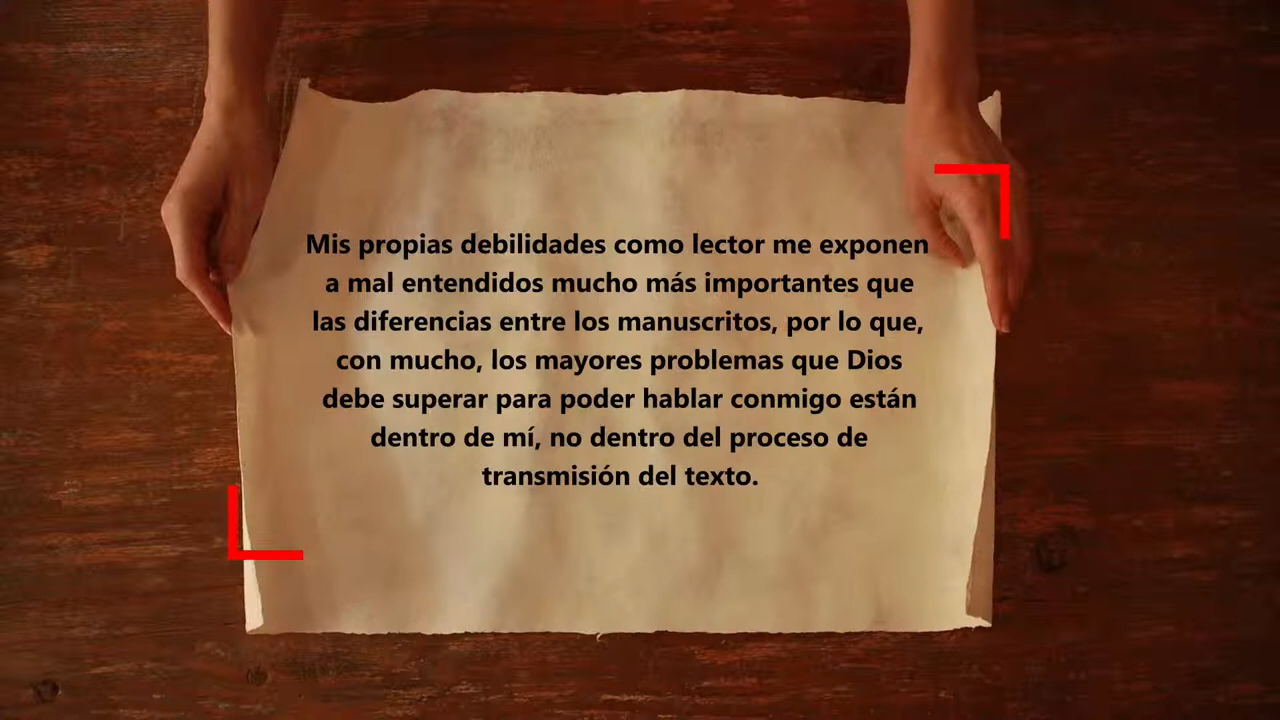 Mis propias debilidades como lector me exponen
a mal entendidos mucho más importantes que
las diferencias entre los manuscritos, por lo que,
con mucho, los mayores problemas que Dios
debe superar para poder hablar conmigo están
dentro de mí, no dentro del proceso de
transmisión del texto.